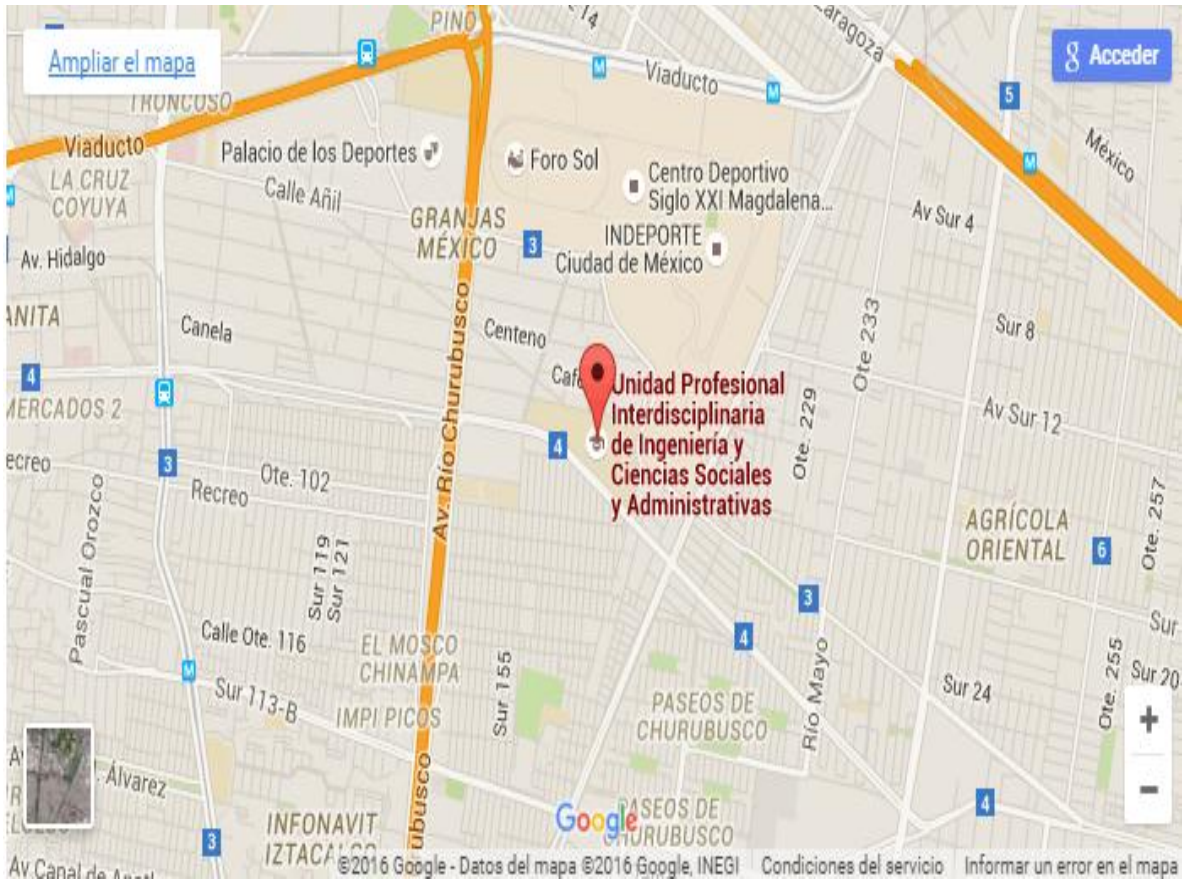 PINO
14
Zaragoza
Ampliar el mapa
Acceder
Viaducto
TRONCOSO
5
México
Viaducto
Palacio de los Deportes
Foro Sol
Centro Deportivo
Siglo XXI Magdalena...
LA CRUZ
COYUYA
Calle Añil
GRANJAS
MÉXICO
3
INDEPORTE
Ciudad de México
Av Sur 4
Av. Hidalgo
ANITA
Canela
Centeno
Ote 233
Sur 8
4
MERCADOS 2
Café
Unidad Profesional
Interdisciplinaria
de Ingeniería y
Ciencias Sociales
y Administrativas
Av. Río Churubusco
Ote. 229
Av Sur 12
4
3
ecreo
Ote. 102
Recreo
Pascual Orozco
Sur 119
Sur 121
AGRÍCOLA
ORIENTAL
6
Ote. 257
3
4
Calle Ote. 116
EL MOSCO
CHINAMPA
Sur 155
Río Mayo
Sur
Ote. 255
Sur 20
Sur 24
Sur 113-B
IMPI PICOS
PASEOS DE
CHURUBUSCO
+
−
Álvarez
ubusco
4
INFONAVIT
IZTACAL
3
Google
PASEOS DE
CHURUBUSCO
Av Canal de
©2016 Google - Datos del mapa ©2016 Google, INEGI
Condiciones del servicio
Informar un error en el mapa